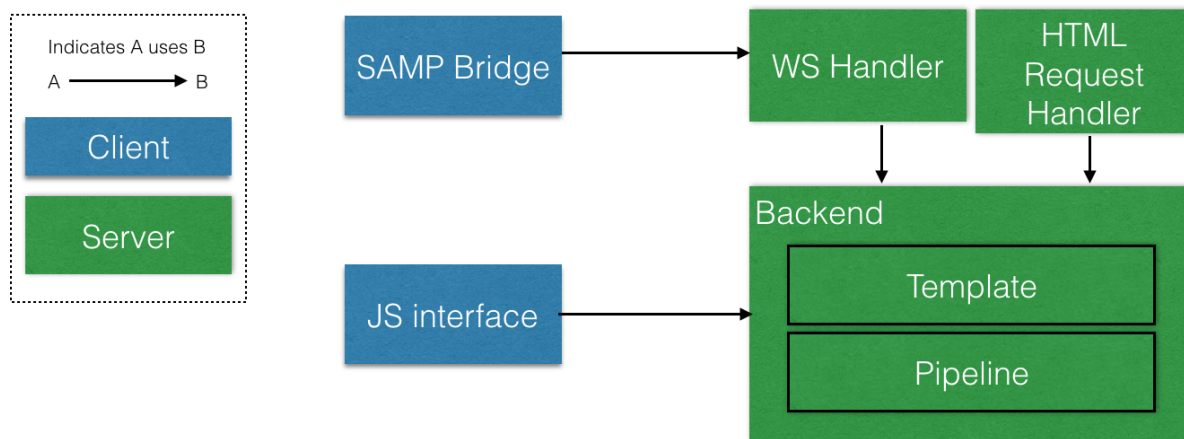 Indicates A uses B
A B
Client
Server
SAMP Bridge
WS Handler
HTML
Request
Handler
Backend
Template
Pipeline
JS interface